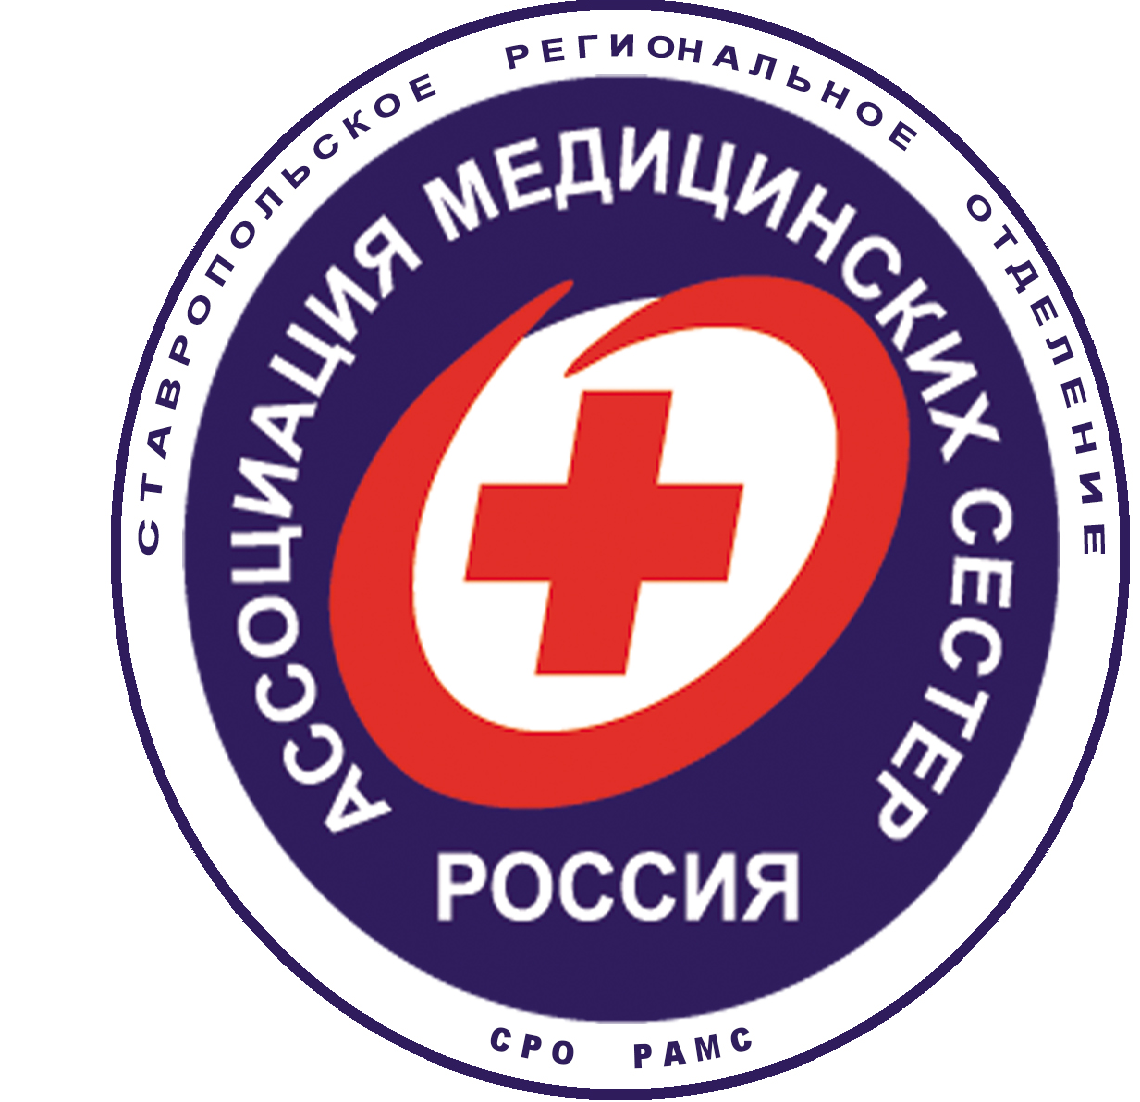 СТАВРОПОЛЬСКОЕ РЕГИОНАЛЬНОЕ ОТДЕЛЕНИЕ
АССОЦИАЦИЯ МЕДИЦИНСКИХ СЕСТЕР
РОССИЯ
СРО РАМС